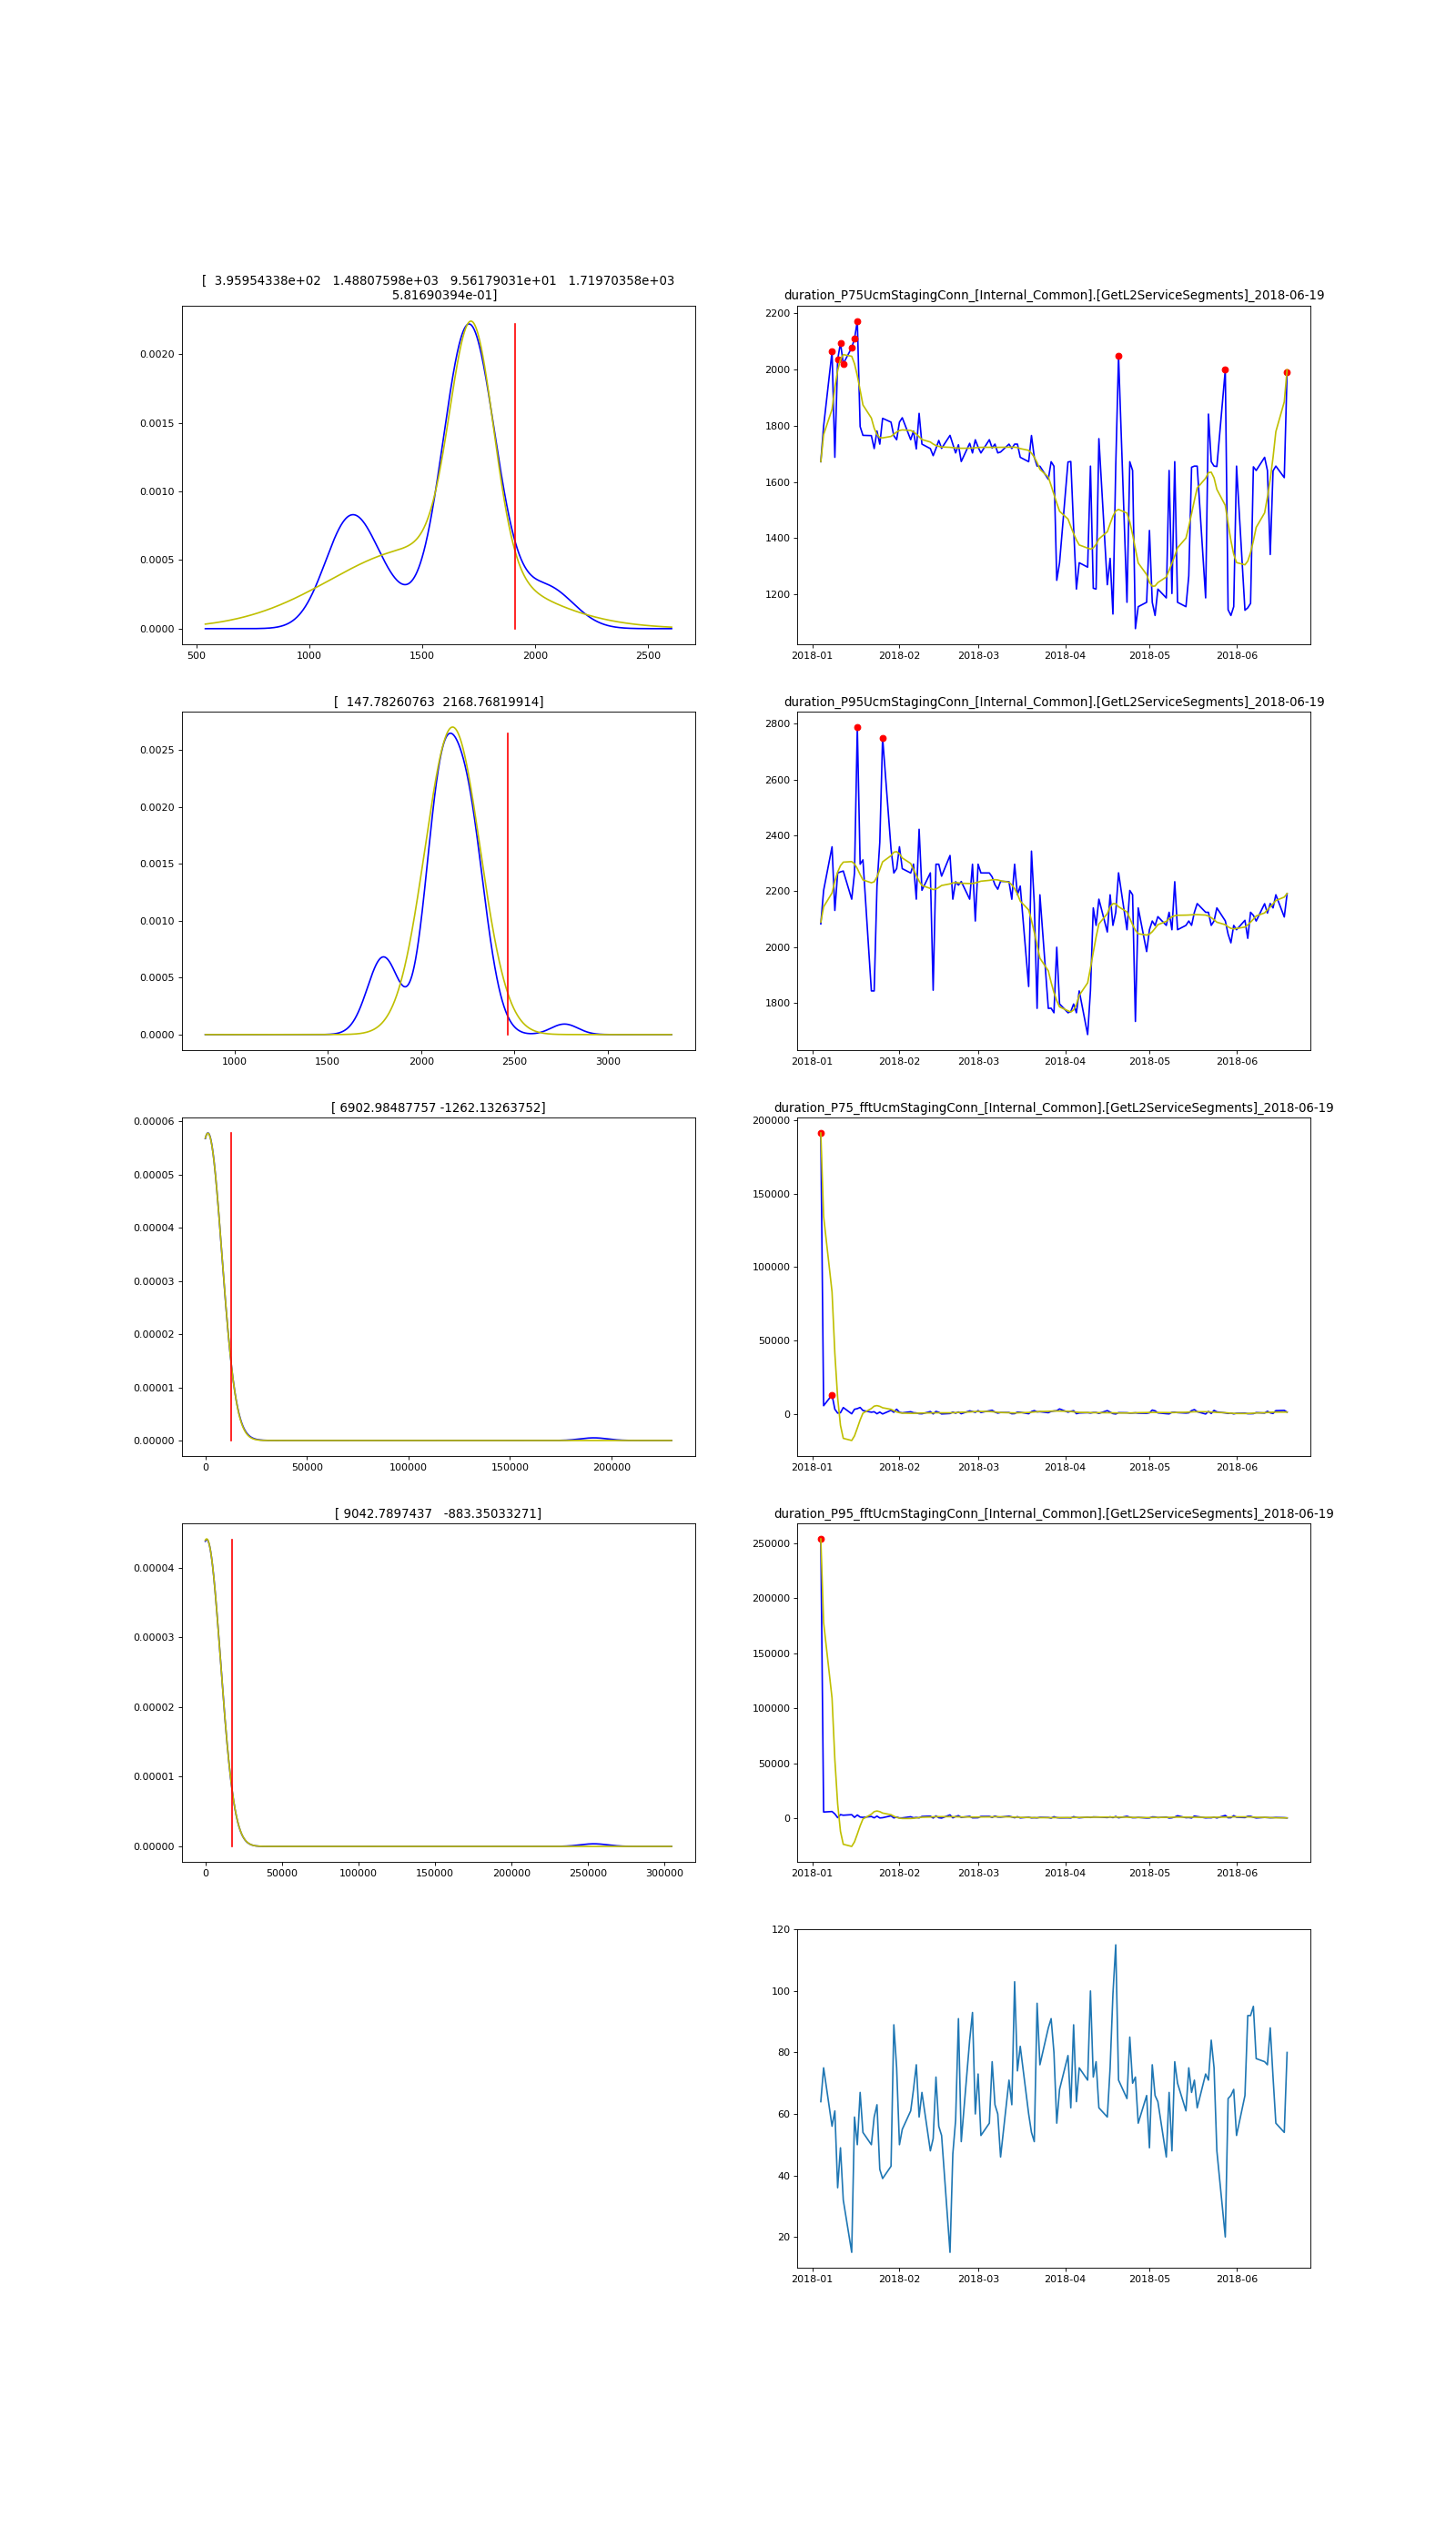 [  3.95954338e+02   1.48807598e+03   9.56179031e+01   1.71970358e+03
5.81690394e-01]
0.0020
0.0015
0.0010
0.0005
0.0000
500 1000 1500 2000 2500
duration_P75UcmStagingConn_[Internal_Common].[GetL2ServiceSegments]_2018-06-19
2200
2000
1800
1600
1400
1200
2018-01 2018-02 2018-03 2018-04 2018-05 2018-06
[  147.78260763  2168.76819914]
0.0025
0.0020
0.0015
0.0010
0.0005
0.0000
1000 1500 2000 2500 3000
duration_P95UcmStagingConn_[Internal_Common].[GetL2ServiceSegments]_2018-06-19
2800
2600
2400
2200
2000
1800
2018-01 2018-02 2018-03 2018-04 2018-05 2018-06
[ 6902.98487757 -1262.13263752]
0.00006
0.00005
0.00004
0.00003
0.00002
0.00001
0.00000
0 50000 100000 150000 200000
duration_P75_fftUcmStagingConn_[Internal_Common].[GetL2ServiceSegments]_2018-06-19
200000
150000
100000
50000
0
2018-01 2018-02 2018-03 2018-04 2018-05 2018-06
[ 9042.7897437   -883.35033271]
0.00004
0.00003
0.00002
0.00001
0.00000
0 50000 100000 150000 200000 250000 300000
duration_P95_fftUcmStagingConn_[Internal_Common].[GetL2ServiceSegments]_2018-06-19
250000
200000
150000
100000
50000
0
2018-01 2018-02 2018-03 2018-04 2018-05 2018-06
120
100
80
60
40
20
2018-01 2018-02 2018-03 2018-04 2018-05 2018-06